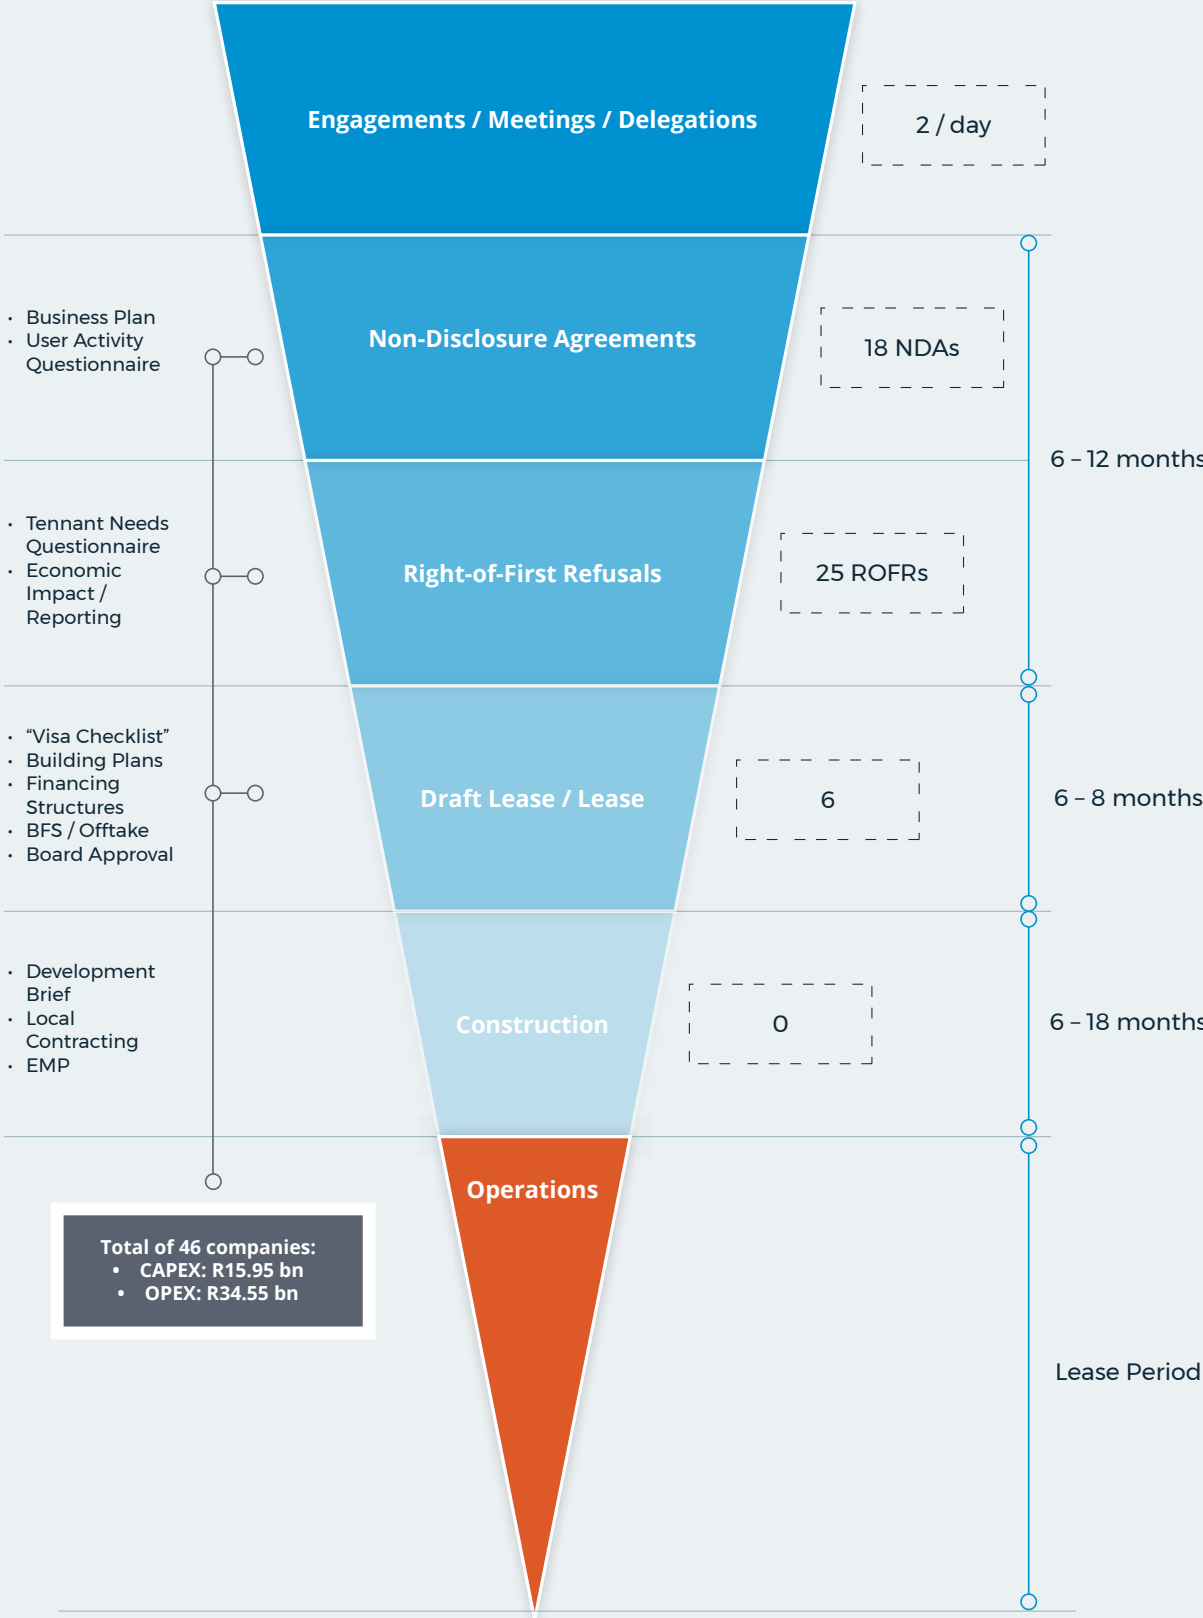 Engagements / Meetings / Delegations
2 / day
• Business Plan
• User Activity
Questionnaire
Non-Disclosure Agreements
18 NDAs
6 – 12 months
• Tennant Needs
Questionnaire
• Economic
Impact /
Reporting
Right-of-First Refusals
25 ROFRs
• “Visa Checklist”
• Building Plans
• Financing
Structures
• BFS / Offtake
• Board Approval
Draft Lease / Lease
6
6 – 8 months
• Development
Brief
• Local
Contracting
• EMP
Construction
0
6 – 18 months
Operations
Total of 46 companies:
• CAPEX: R15.95 bn
• OPEX: R34.55 bn
Lease Period